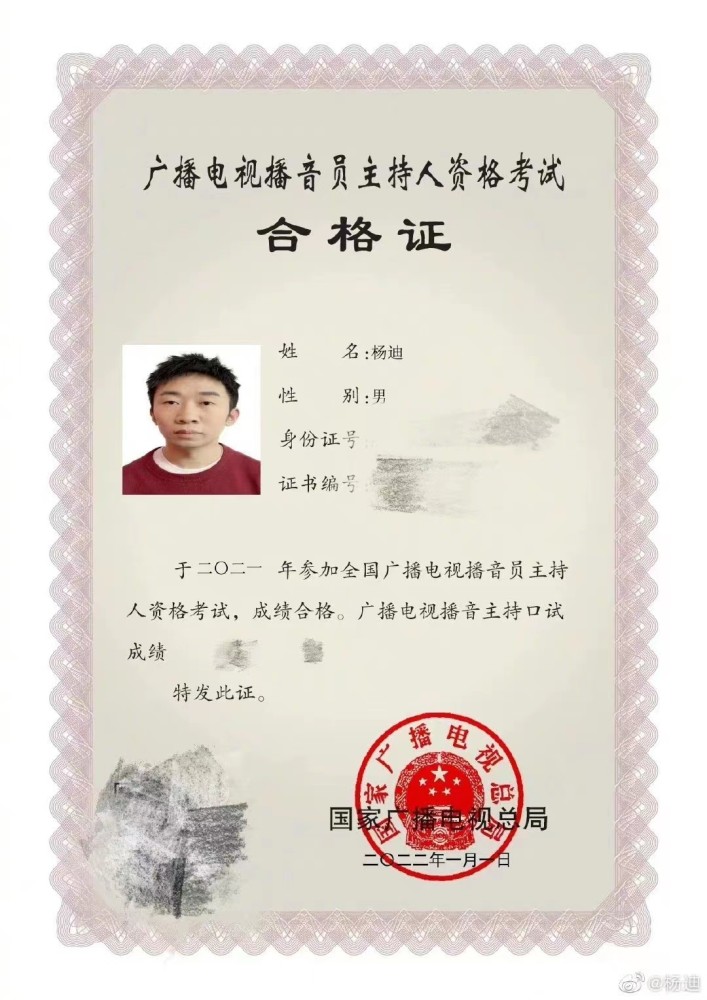 广播电视播音员主持人资格考试
合格证
姓 名:杨迪
性 别:男
身份证号
证书编号
于二〇二一 年参加全国广播电视播音员主持
人资格考试，成绩合格。广播电视播音主持口试
成绩
特发此证。
国家广播电视总局
国家广播电视总局
二〇二二年一月一日
@杨迪